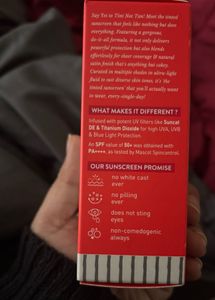 Say Yet to Tint Not Tan! Meet the tinted
sunscreen that feels like nothing but does
everything. Featuring a gorgeous,
do-it-all formula, it not only delivers
powerful protection but also blends
effortlessly for sheer coverage & natural
satin finish that's anything but cakey.
Curated in multiple shades in ultra-light
fluid to suit diverse skin tones, it's the
tinted sunscreen that you'll actually want
to wear, every-single-day!
WHAT MAKES IT DIFFERENT?
Infused with potent UV filters like Suncat
DE & Titanium Dioxide for high UVA, UVB
& Blue Light Protection.
An SPF value of 50+ was obtained with
PA++++, as tested by Mascot Spincontrol.
OUR SUNSCREEN PROMISE
no white cast
ever
no pilling
ever
does not sting
eyes
non-comedogenic
always